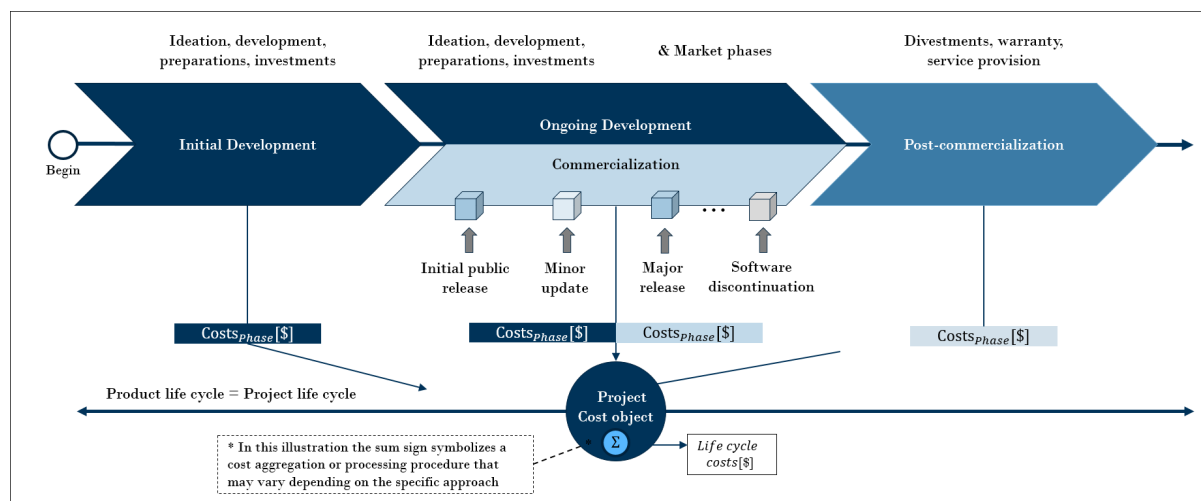 Ideation, development,
preparations, investments
Ideation, development,
preparations, investments
& Market phases
Divestments, warranty,
service provision
Begin
Initial Development
Ongoing Development
Commercialization
Post-commercialization
...
Initial public
release
Minor
update
Major
release
Software
discontinuation
Costs_Phase[$]
Costs_Phase[$]
Costs_Phase[$]
Costs_Phase[$]
Product life cycle = Project life cycle
Project
Cost object
* Σ
* In this illustration the sum sign symbolizes a
cost aggregation or processing procedure that
may vary depending on the specific approach
Life cycle
costs[$]